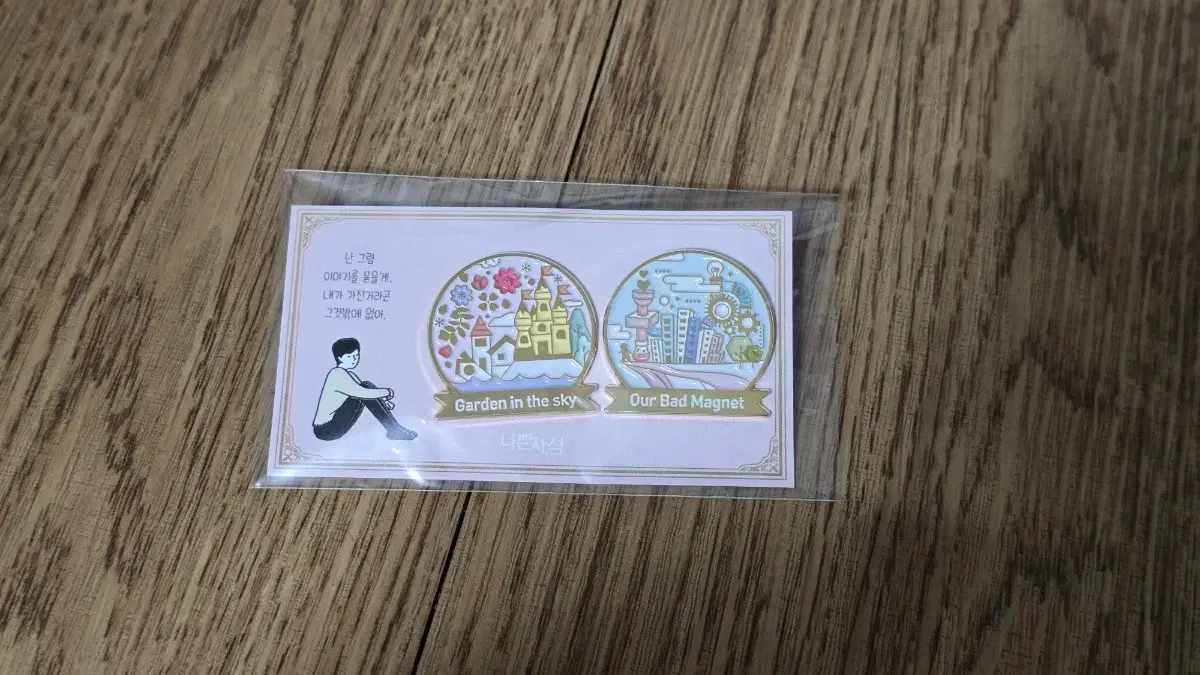 난 그럼
이야기를 묻을게.
내가 가진거라곤
그것밖에 없어.
Garden in the sky
Our Bad Magnet
나쁜자석